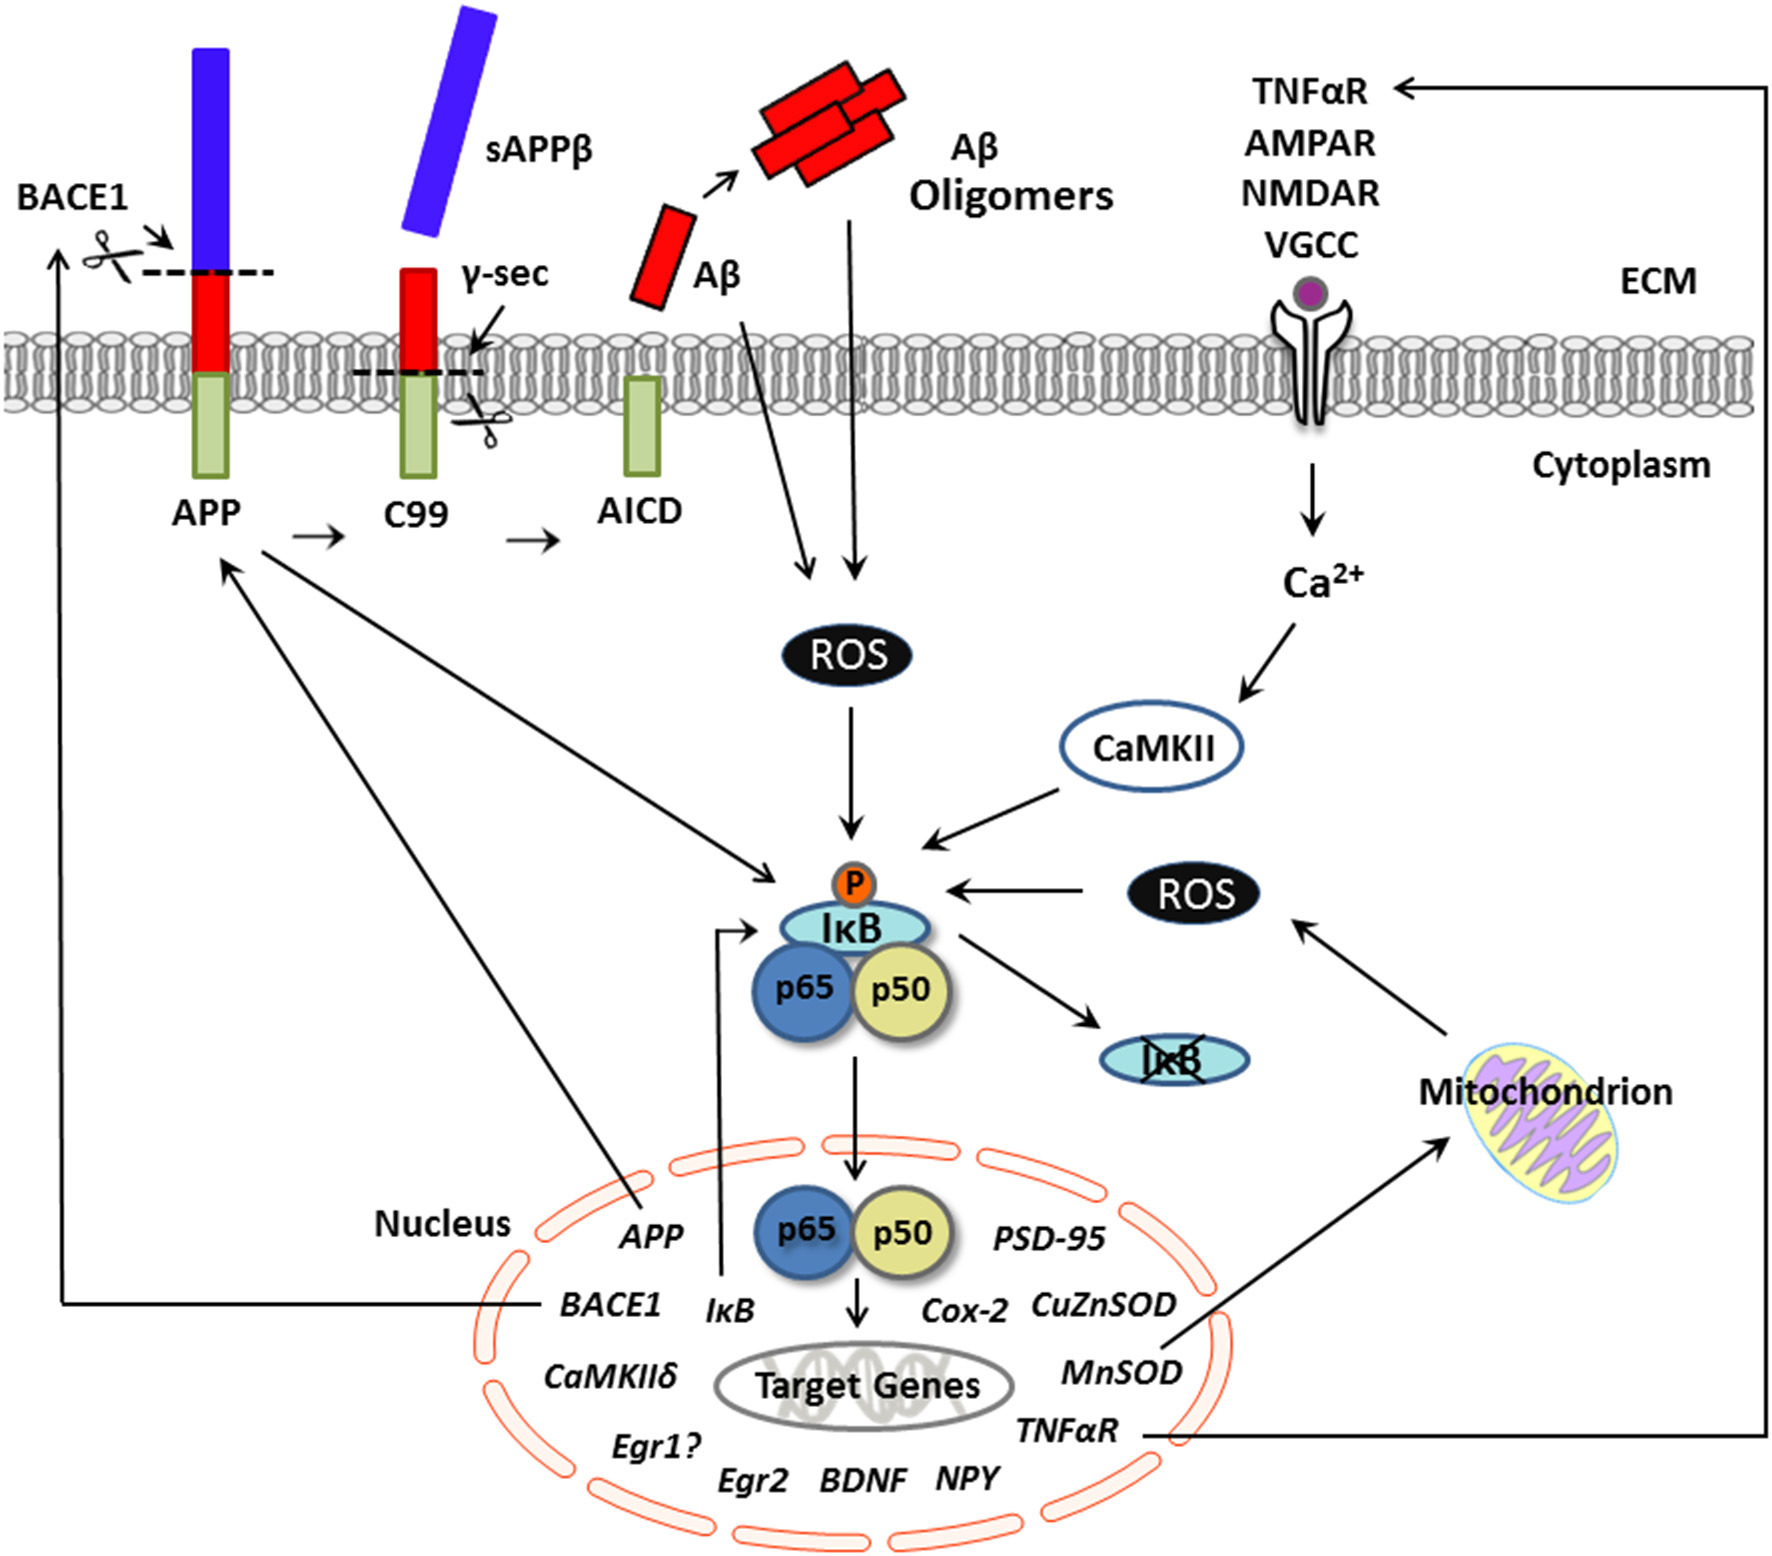 BACE1
sAPPβ
γ-sec
Aβ
Aβ
Oligomers
TNFαR
AMPAR
NMDAR
VGCC
ECM
Cytoplasm
APP
C99
AICD
Ca²⁺
ROS
CaMKII
P
IκB
p65
p50
ROS
IκB
Mitochondrion
Nucleus
p65
p50
APP
PSD-95
BACE1
IκB
Cox-2
CuZnSOD
CaMKIIδ
Target Genes
MnSOD
Egr1?
TNFαR
Egr2
BDNF
NPY